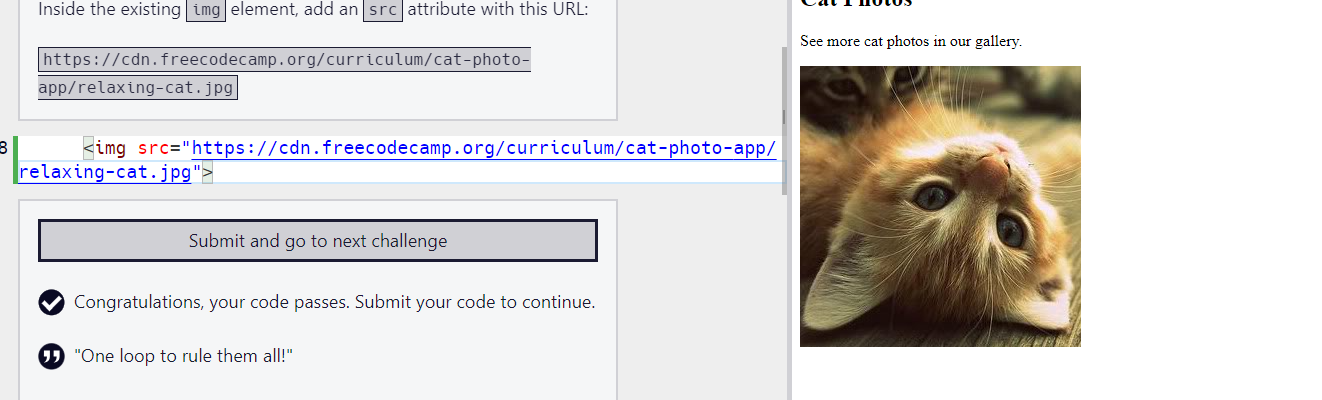 Inside the existing img element, add an src attribute with this URL:
https://cdn.freecodecamp.org/curriculum/cat-photo-
app/relaxing-cat.jpg
8 <img src="https://cdn.freecodecamp.org/curriculum/cat-photo-app/
relaxing-cat.jpg">
Submit and go to next challenge
Congratulations, your code passes. Submit your code to continue.
"One loop to rule them all!"
Cat Photos
See more cat photos in our gallery.